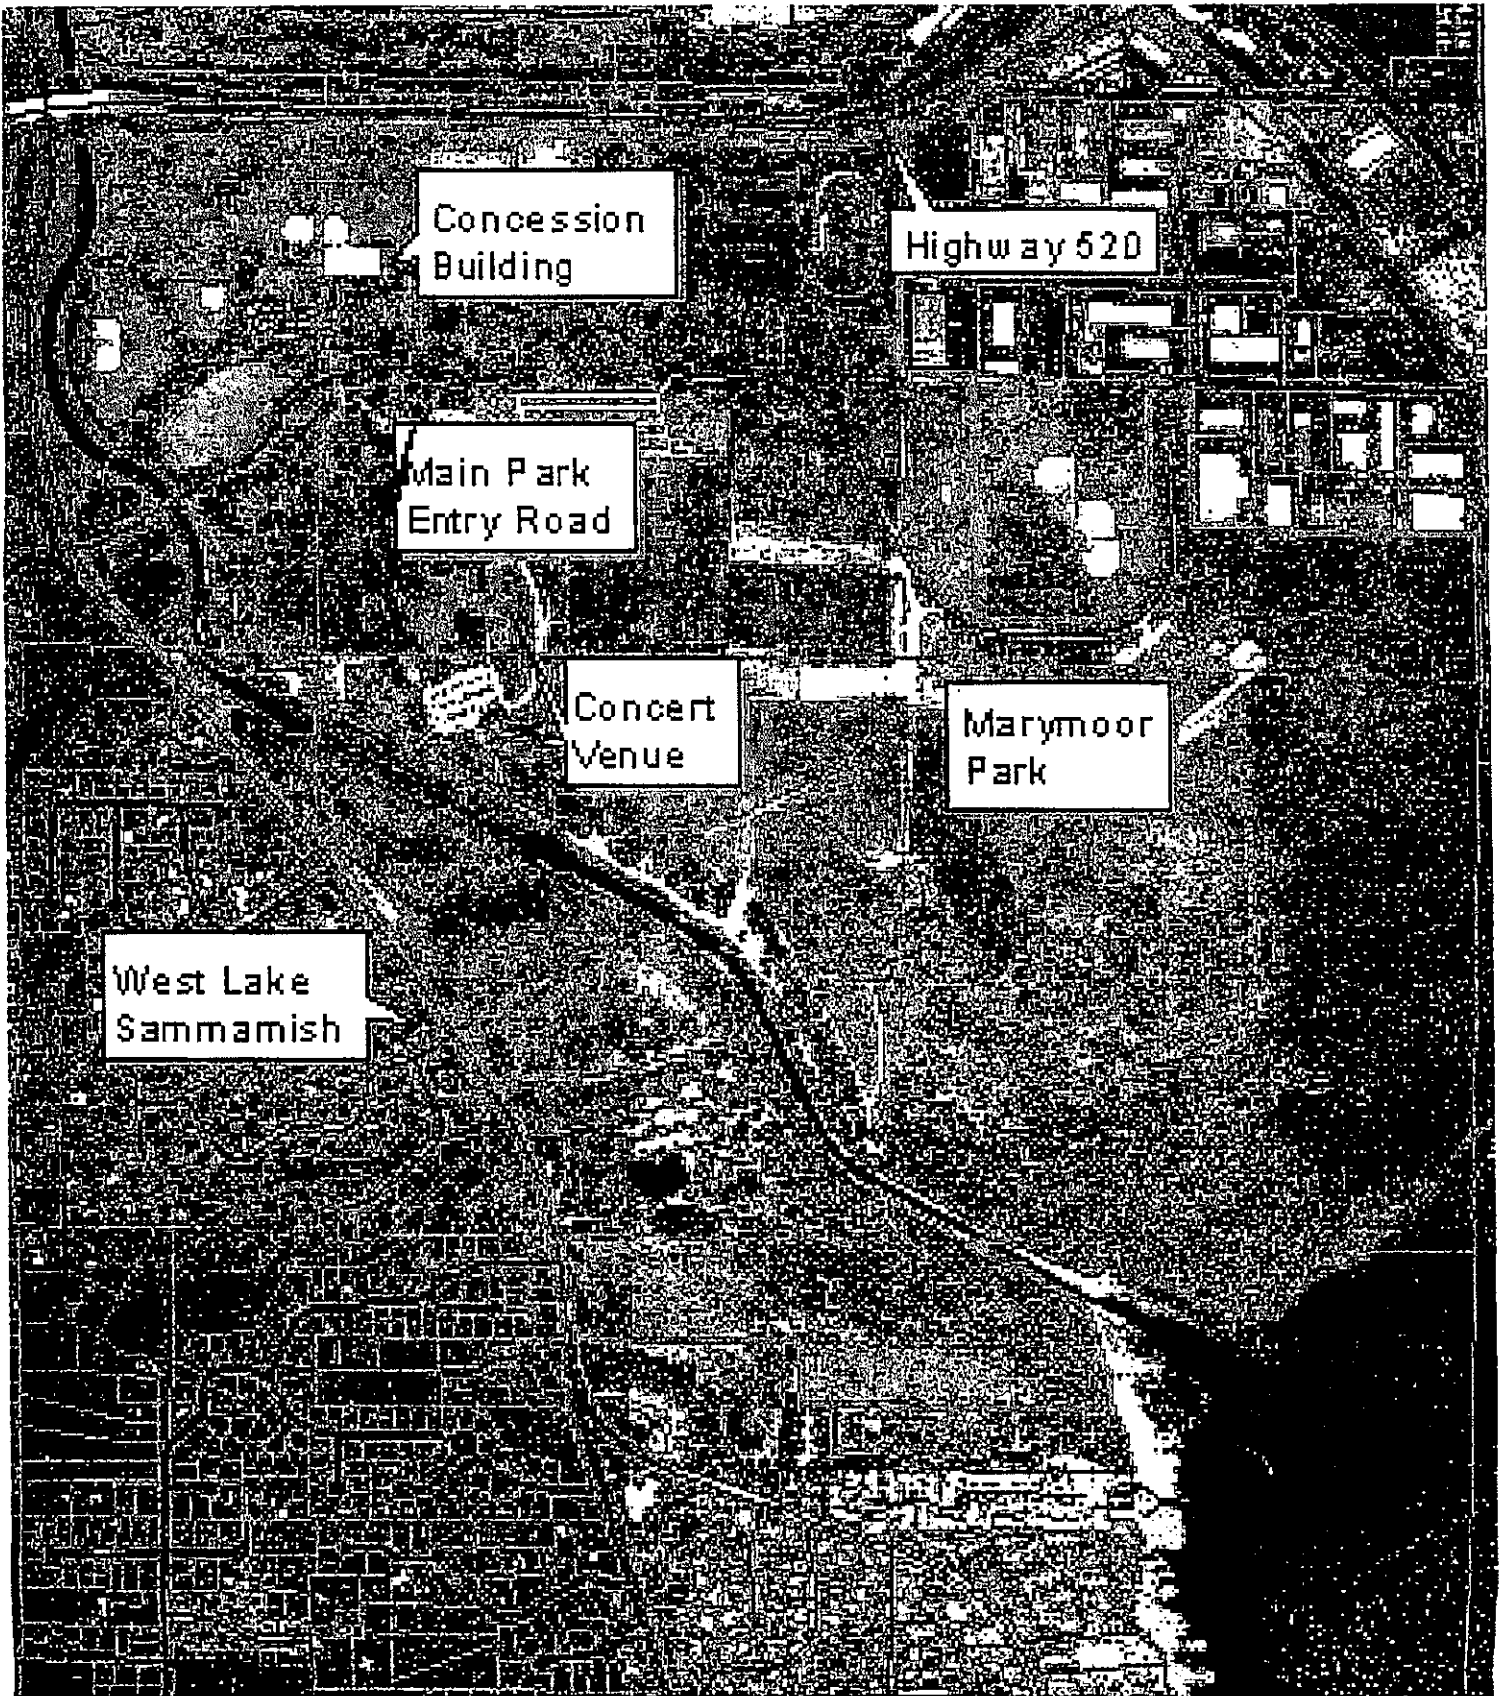 Concession
Building
Highway 520
Main Park
Entry Road
Concert
Venue
Marymoor
Park
West Lake
Sammamish